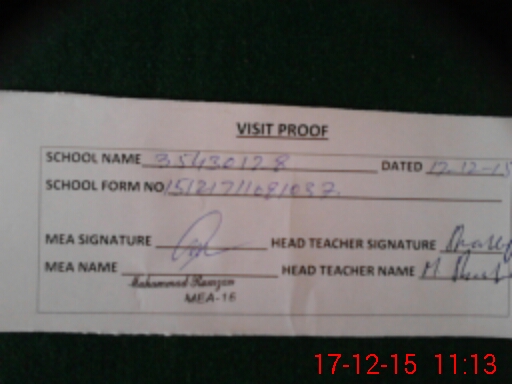 VISIT PROOF
SCHOOL NAME 35430128 DATED 17-12-15
SCHOOL FORM NO
MEA SIGNATURE HEAD TEACHER SIGNATURE
MEA NAME HEAD TEACHER NAME M
Muhammad Ramzan
MEA-16
17-12-15 11:13